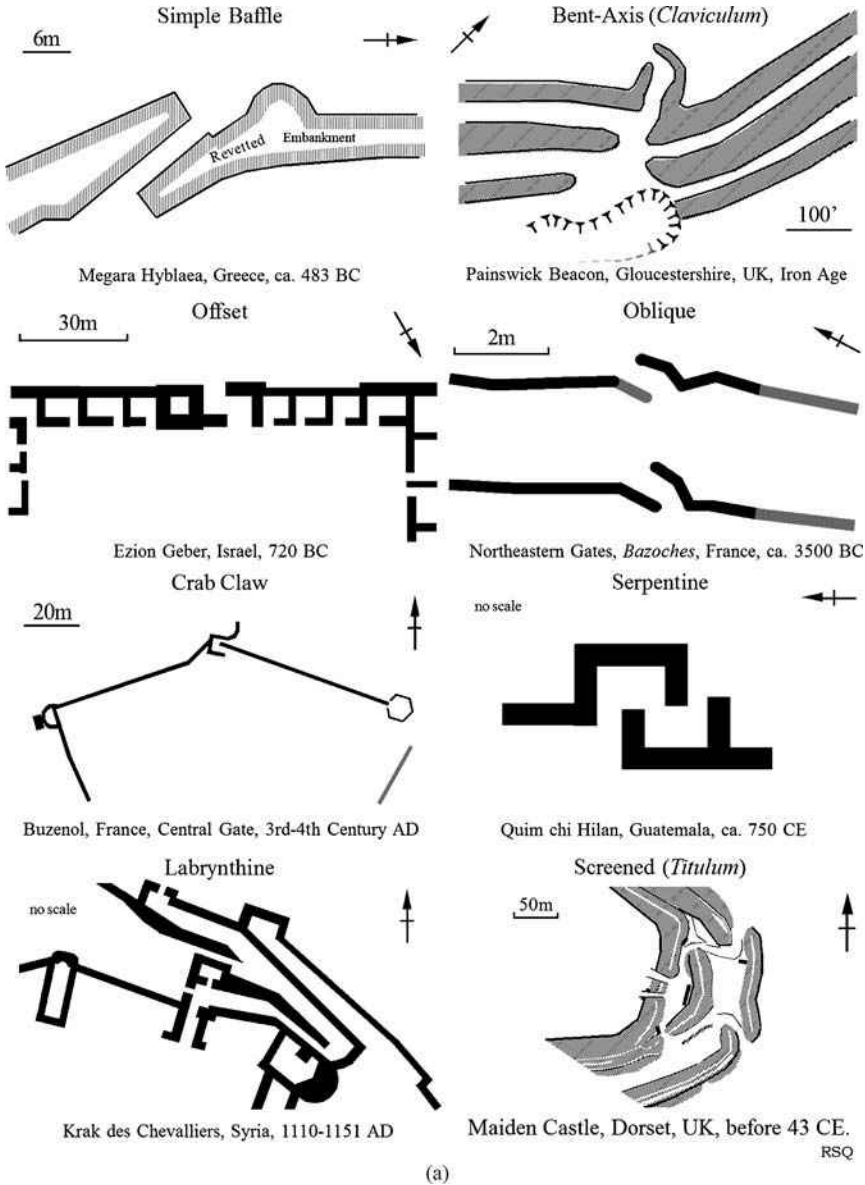 Simple Baffle
6m
Revetted Embankment
Megara Hyblaea, Greece, ca. 483 BC
Bent-Axis (Claviculum)
100’
Painswick Beacon, Gloucestershire, UK, Iron Age
Offset
30m
Ezion Geber, Israel, 720 BC
Oblique
2m
Northeastern Gates, Bazoches, France, ca. 3500 BC
Crab Claw
20m
Buzenol, France, Central Gate, 3rd-4th Century AD
Serpentine
no scale
Quim chi Hilan, Guatemala, ca. 750 CE
Labrynthine
no scale
Krak des Chevalliers, Syria, 1110-1151 AD
Screened (Titulum)
50m
Maiden Castle, Dorset, UK, before 43 CE.
RSQ
(a)